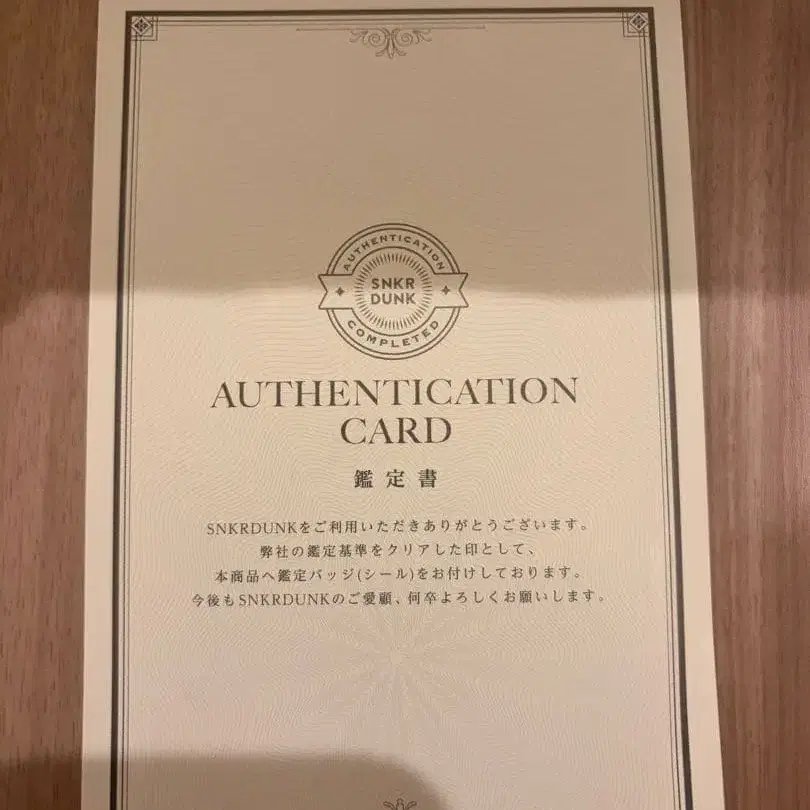 AUTHENTICATION
SNKR
DUNK
COMPLETED
AUTHENTICATION
CARD
鑑定書
SNKRDUNKをご利用いただきありがとうございます。
弊社の鑑定基準をクリアした印として、
本商品へ鑑定バッジ(シール)をお付けしております。
今後もSNKRDUNKのご愛顧、何卒よろしくお願いします。